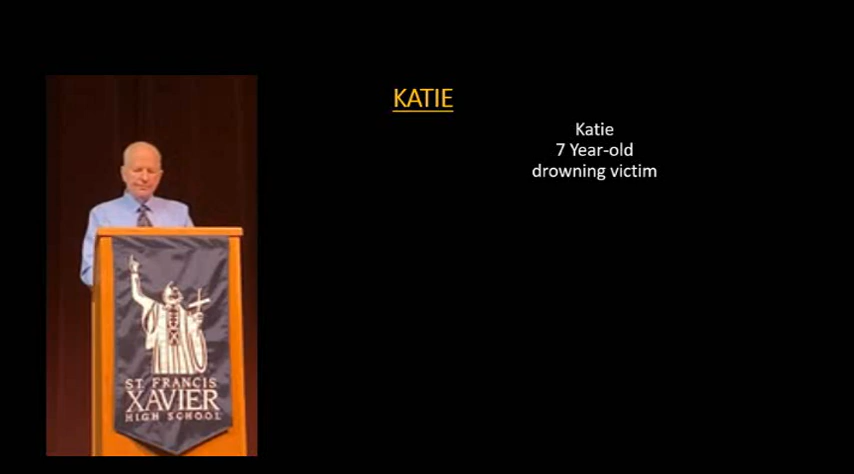 KATIE
Katie
7 Year-old
drowning victim
ST. FRANCIS
XAVIER
HIGH SCHOOL